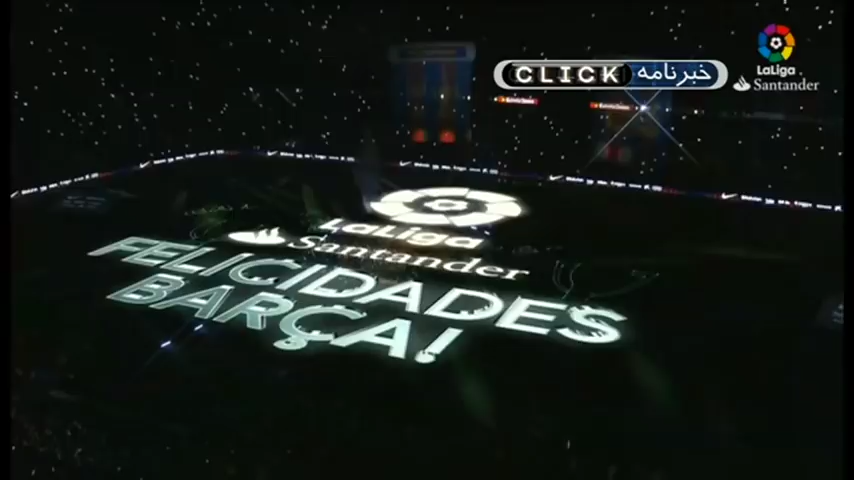 CLICK خبرنامه
LaLiga
Santander
LaLiga
Santander
FELICIDADES
BARÇA!